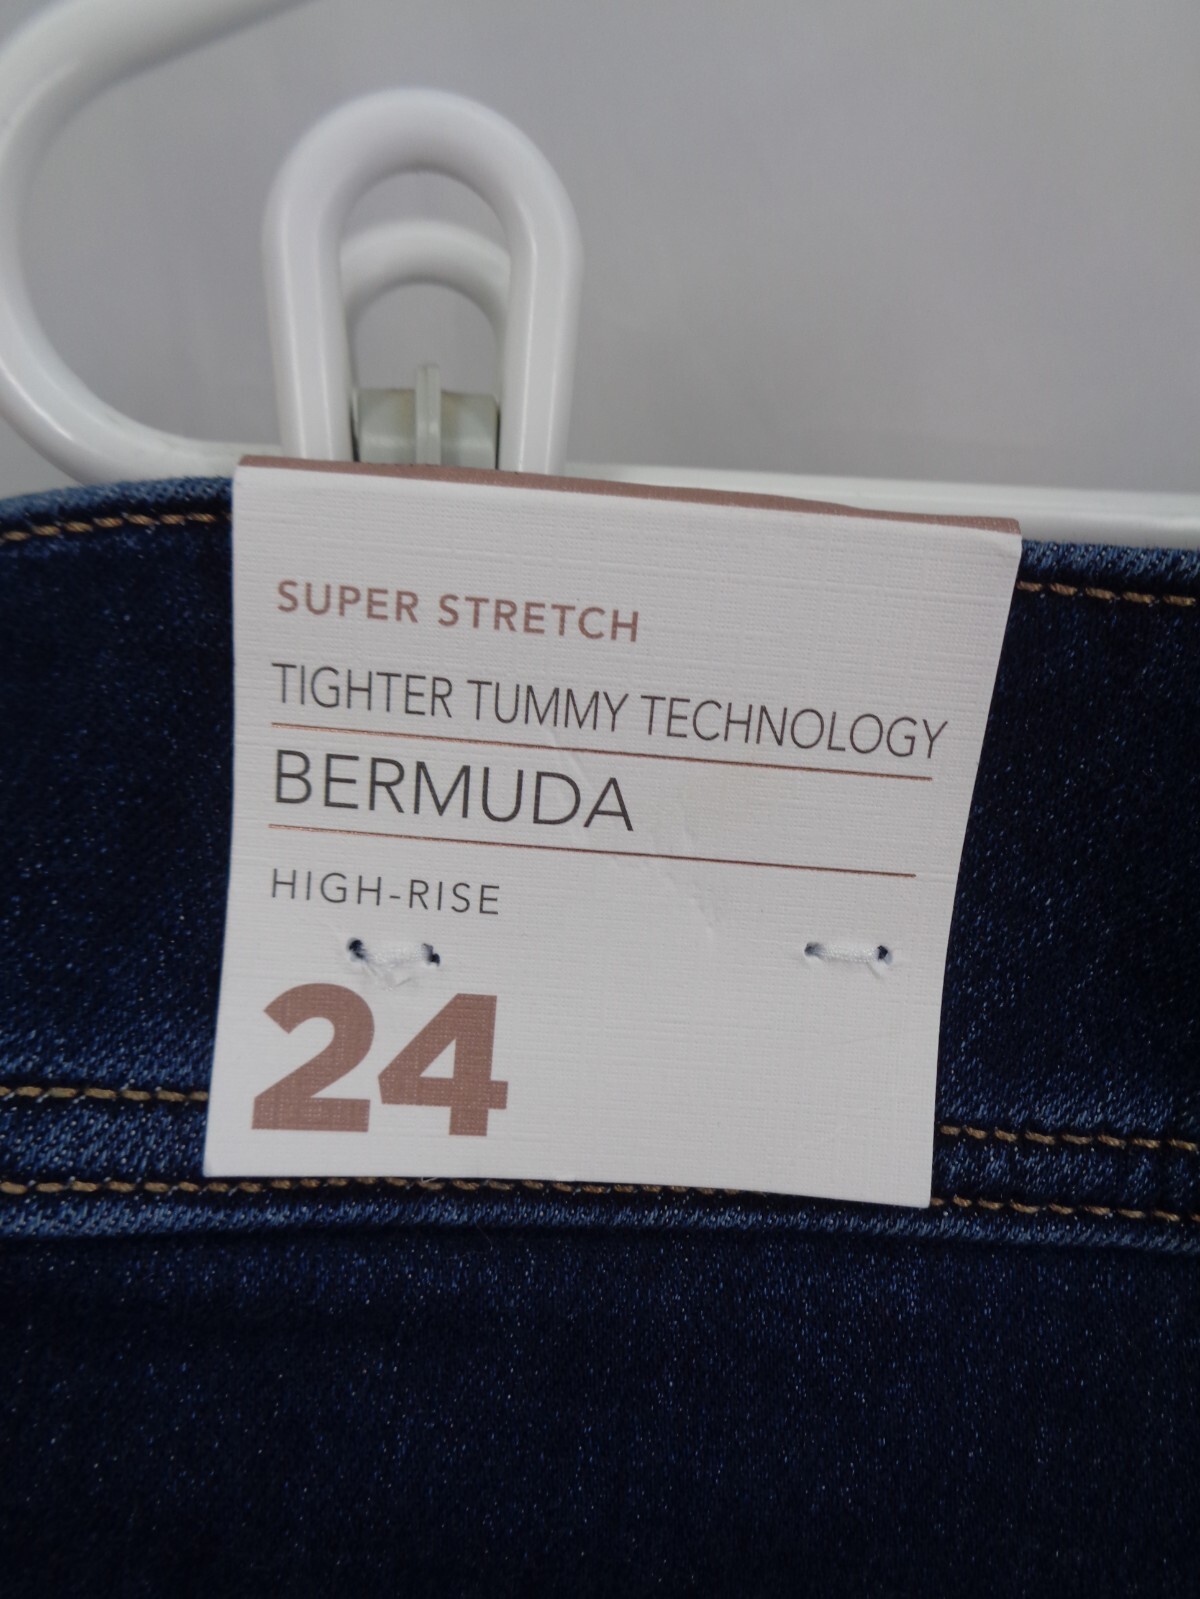 SUPER STRETCH
TIGHTER TUMMY TECHNOLOGY
BERMUDA
HIGH-RISE
24